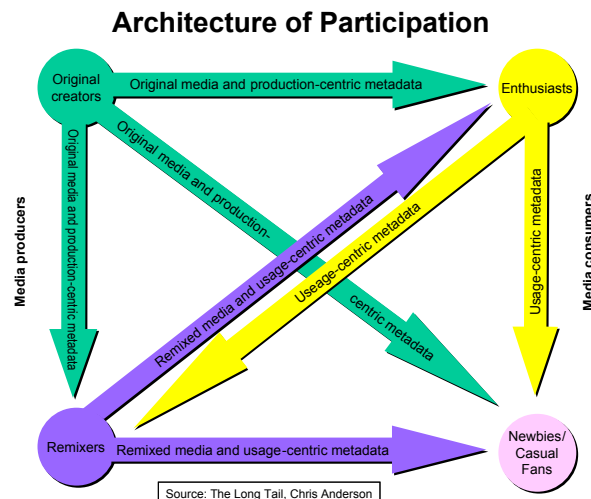 Architecture of Participation
Original
creators
Original media and production-centric metadata
Enthusiasts
Original media and production-centric metadata
Original media and production-
centric metadata
Remixed media and usage-centric metadata
Useage-centric metadata
Usage-centric metadata
Media producers
Media consumers
Remixers
Remixed media and usage-centric metadata
Newbies/
Casual
Fans
Source: The Long Tail, Chris Anderson